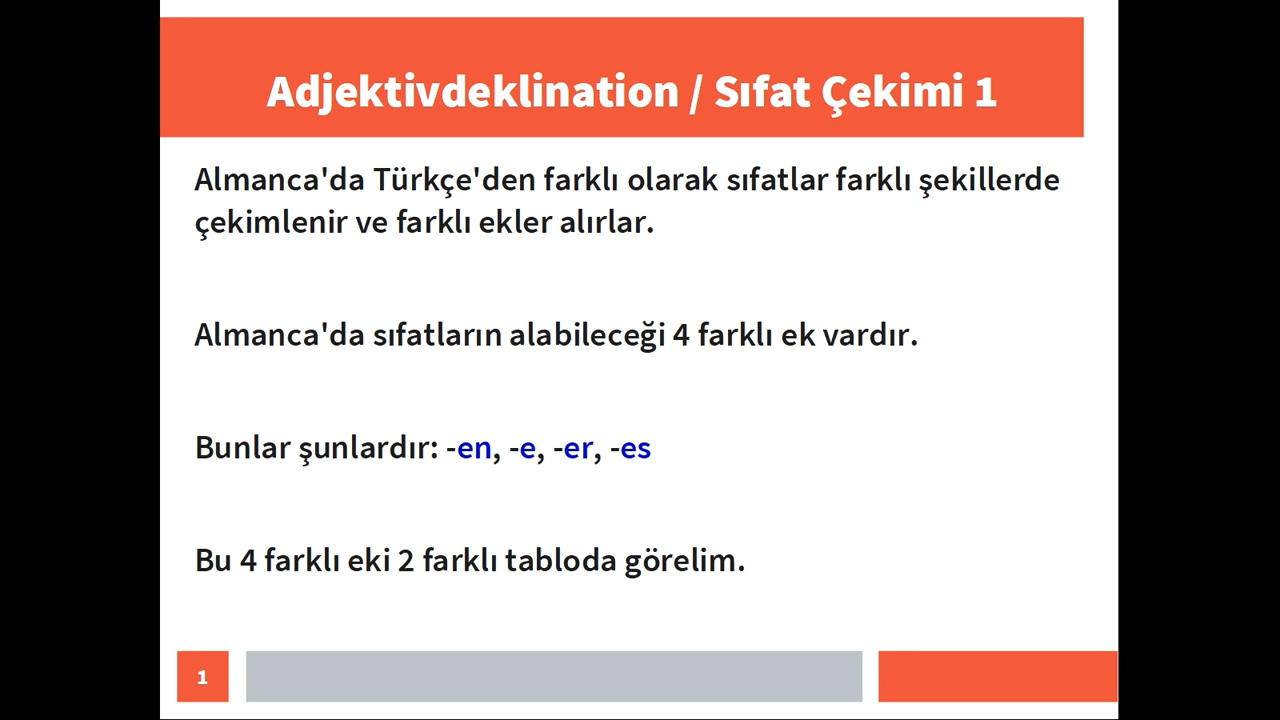 Adjektivdeklination / Sıfat Çekimi 1
Almanca'da Türkçe'den farklı olarak sıfatlar farklı şekillerde
çekimlenir ve farklı ekler alırlar.
Almanca'da sıfatların alabileceği 4 farklı ek vardır.
Bunlar şunlardır: -en, -e, -er, -es
Bu 4 farklı eki 2 farklı tabloda görelim.
1